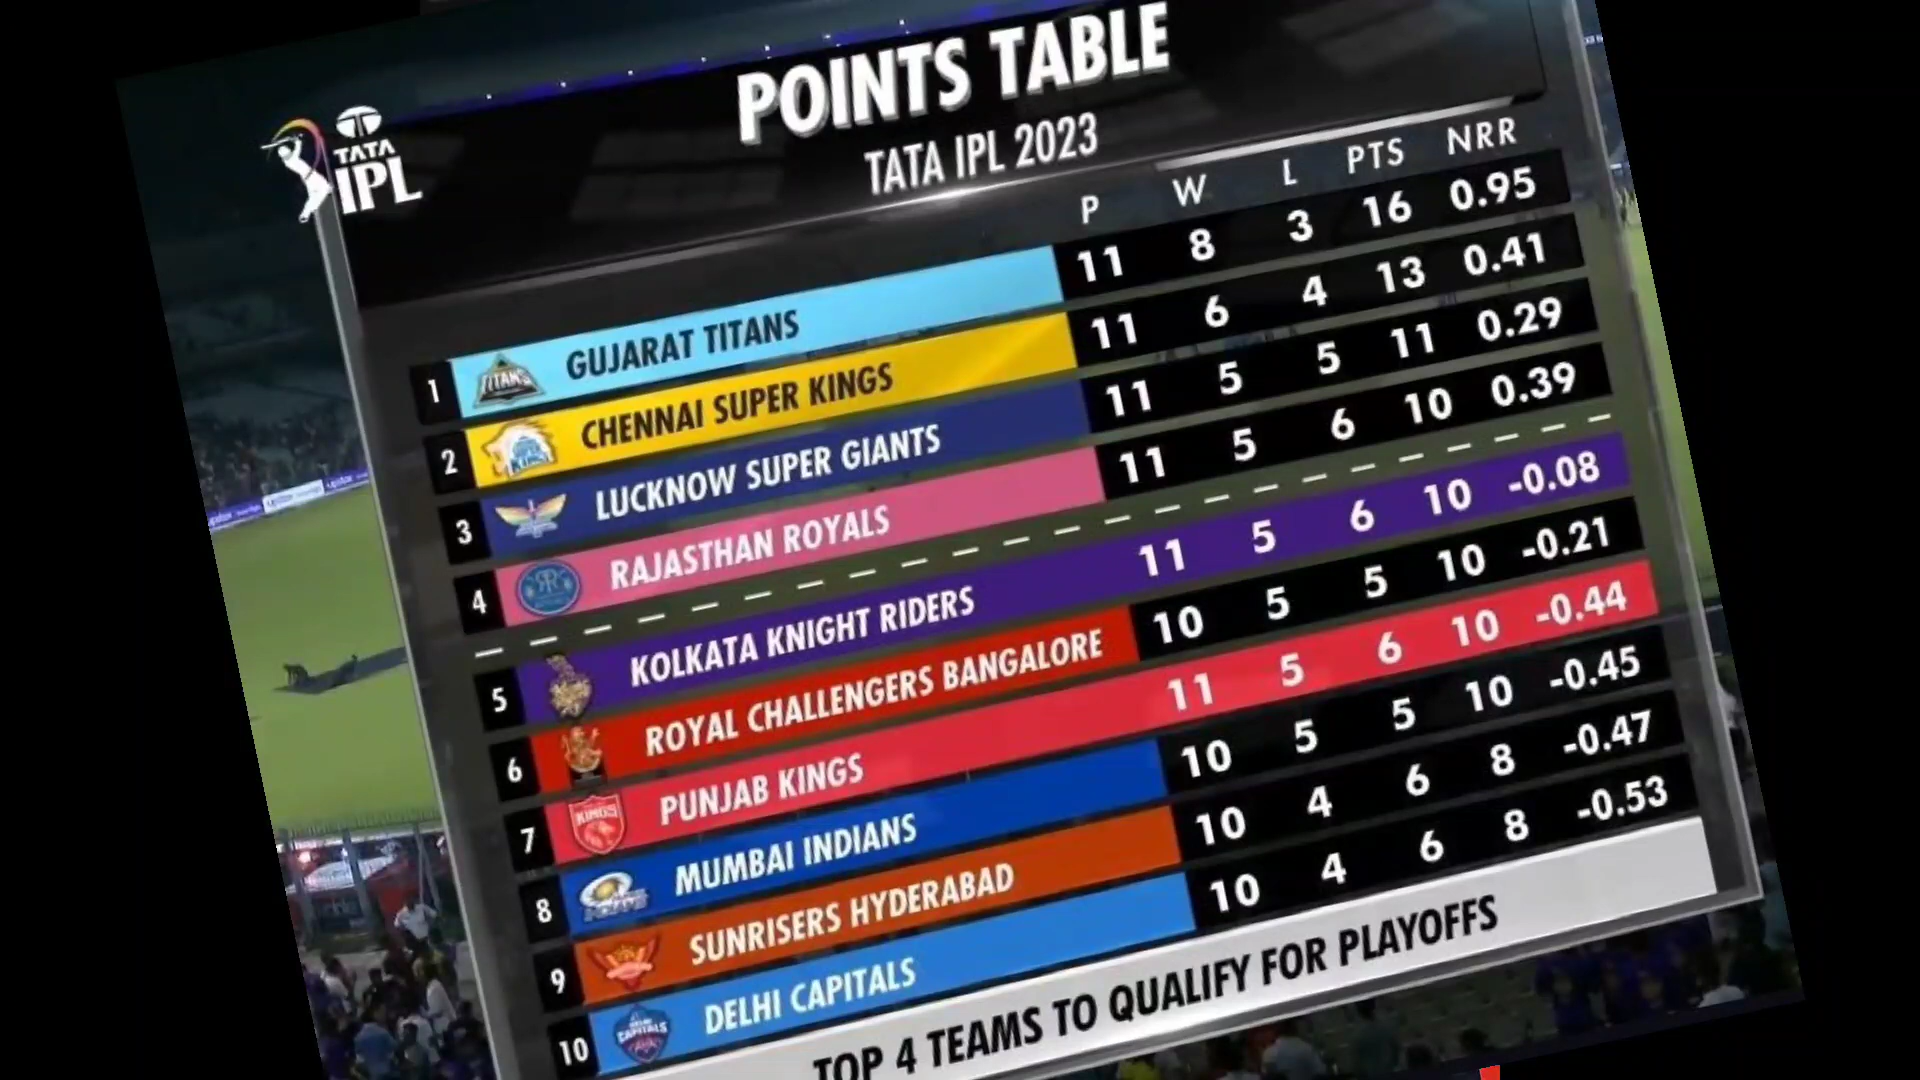 POINTS TABLE
TATA IPL 2023
TATA
IPL
P W L PTS NRR
1 TITANS GUJARAT TITANS 11 8 3 16 0.95
2 CHENNAI SUPER KINGS 11 6 4 13 0.41
3 LUCKNOW SUPER GIANTS 11 5 5 11 0.29
4 RR RAJASTHAN ROYALS 11 5 6 10 0.39
5 KOLKATA KNIGHT RIDERS 11 5 6 10 -0.08
6 ROYAL CHALLENGERS BANGALORE 10 5 5 10 -0.21
7 KINGS PUNJAB KINGS 11 5 6 10 -0.44
8 MUMBAI INDIANS 10 5 5 10 -0.45
9 SUNRISERS HYDERABAD 10 4 6 8 -0.47
10 CAPITALS DELHI CAPITALS 10 4 6 8 -0.53
TOP 4 TEAMS TO QUALIFY FOR PLAYOFFS